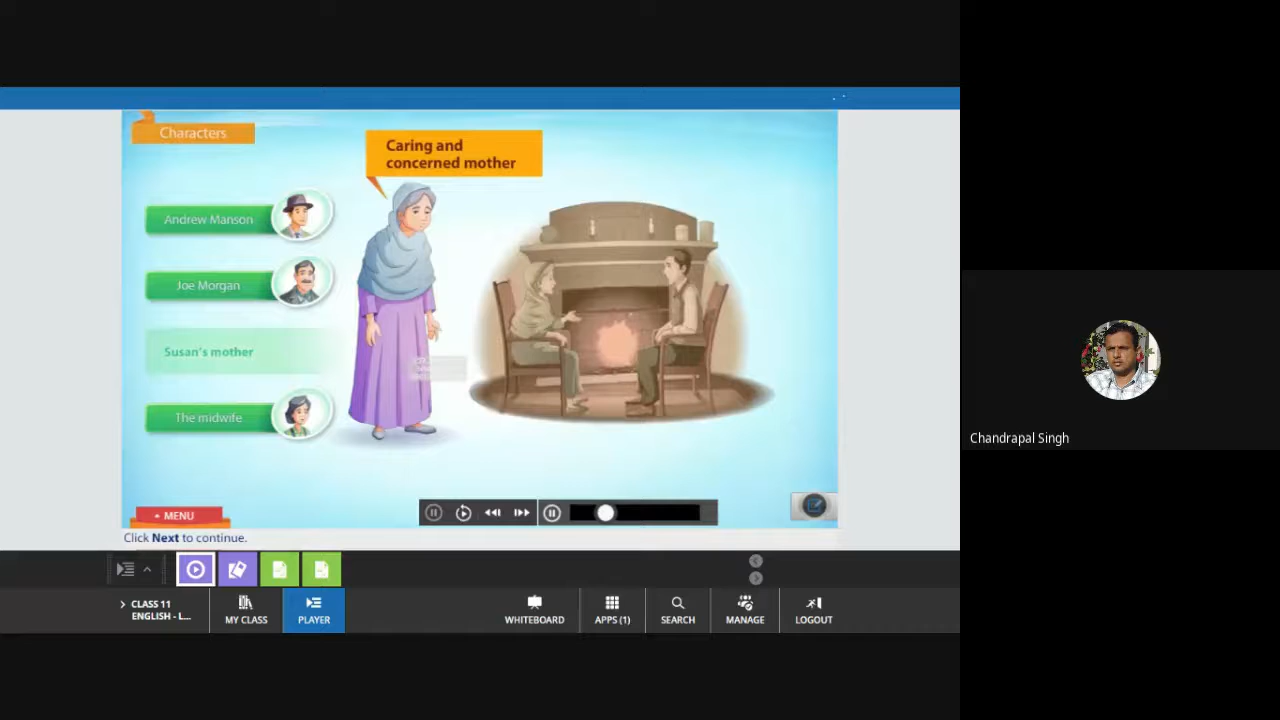 Characters
Caring and
concerned mother
Andrew Manson
Joe Morgan
Susan's mother
The midwife
MENU
Click Next to continue.
CLASS 11
ENGLISH - L...
MY CLASS
PLAYER
WHITEBOARD
APPS (1)
SEARCH
MANAGE
LOGOUT
Chandrapal Singh